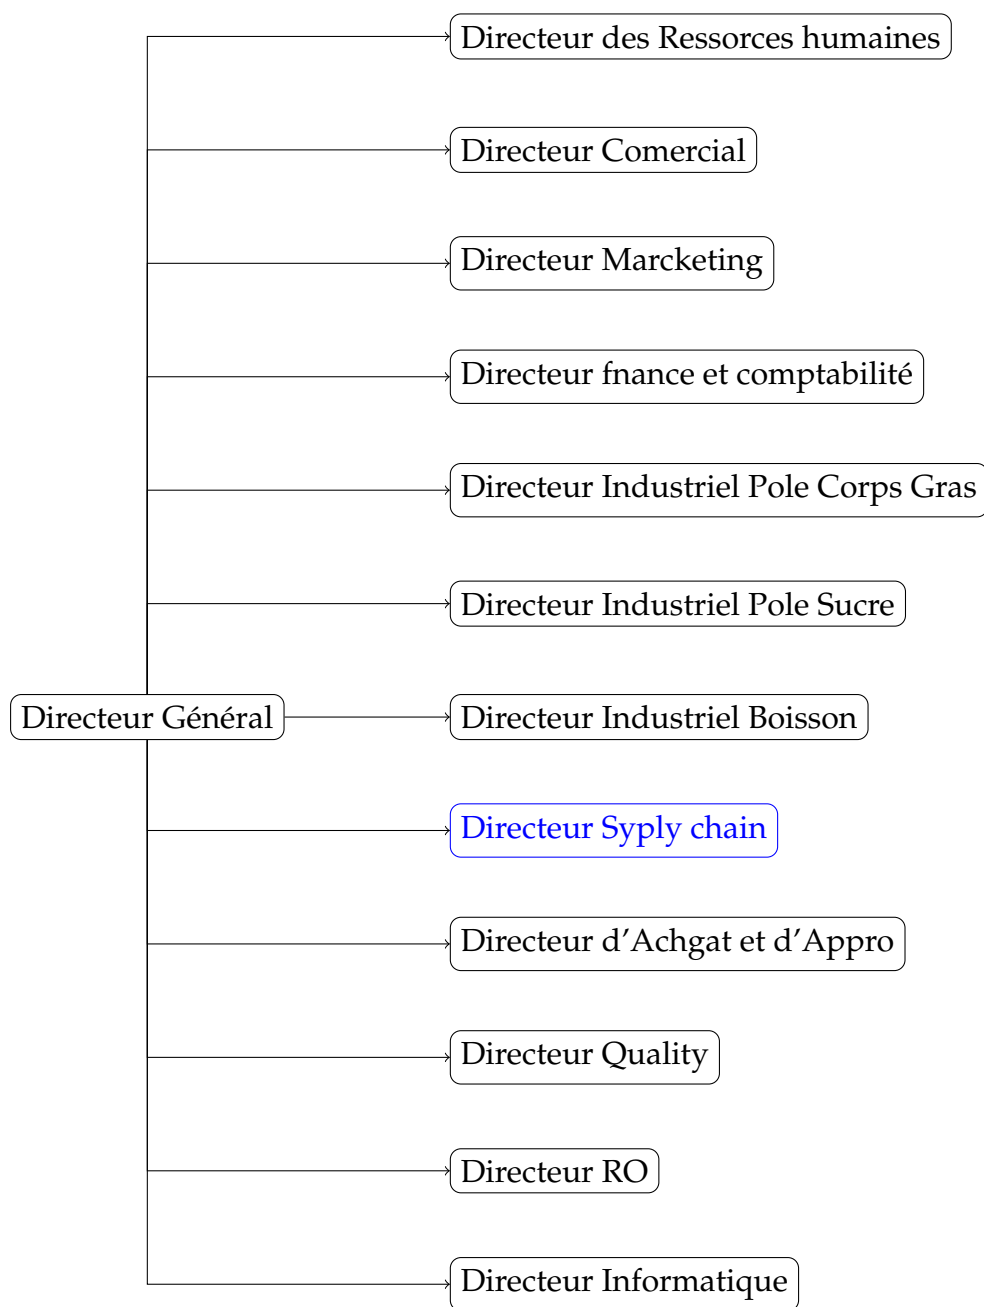 Directeur des Ressorces humaines
Directeur Comercial
Directeur Marcketing
Directeur fnance et comptabilité
Directeur Industriel Pole Corps Gras
Directeur Industriel Pole Sucre
Directeur Général
Directeur Industriel Boisson
Directeur Syply chain
Directeur d'Achgat et d'Appro
Directeur Quality
Directeur RO
Directeur Informatique